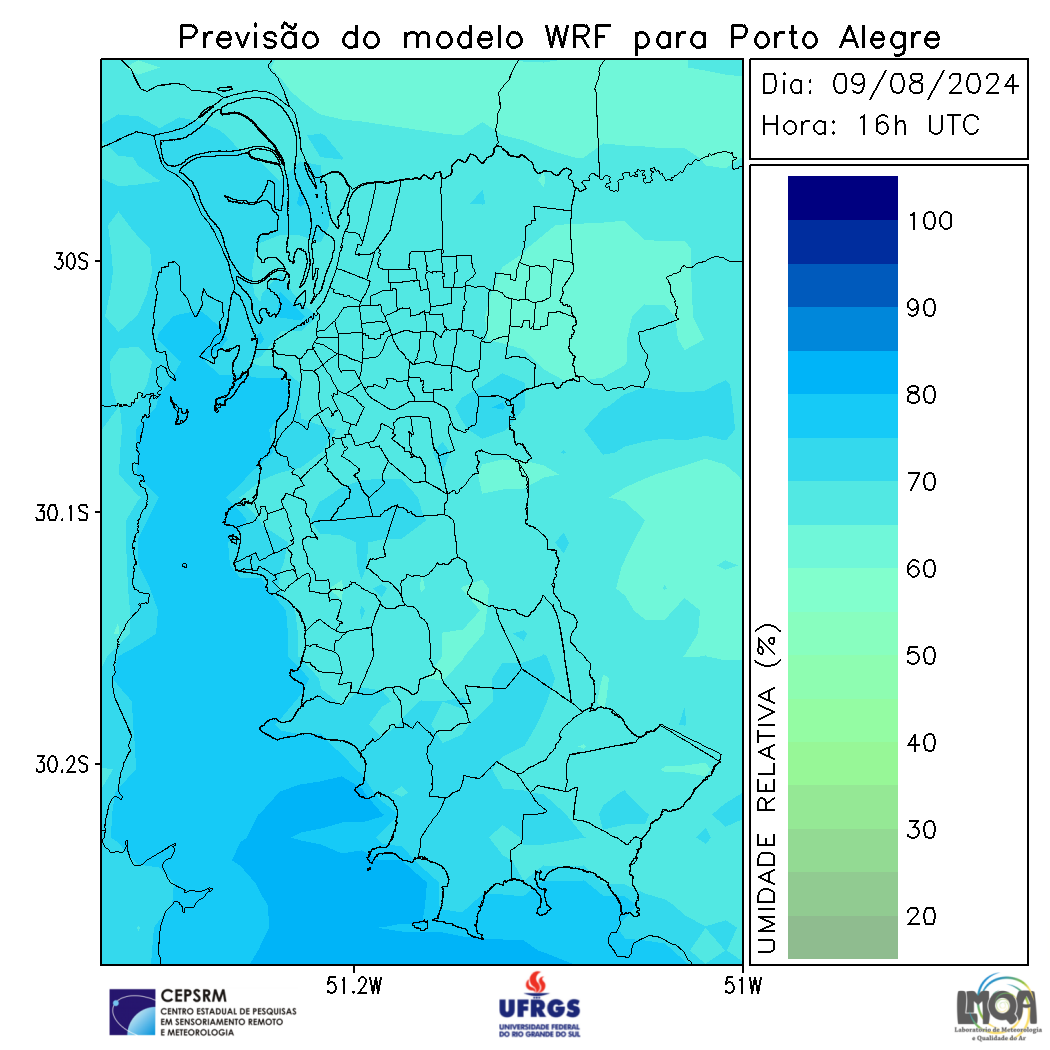 Previsão do modelo WRF para Porto Alegre
Dia: 09/08/2024
Hora: 16h UTC
30S
30.1S
30.2S
51.2W
51W
100
90
80
70
60
50
40
30
20
UMIDADE RELATIVA (%)
CEPSRM
CENTRO ESTADUAL DE PESQUISAS
EM SENSORIAMENTO REMOTO
E METEOROLOGIA
UFRGS
UNIVERSIDADE FEDERAL
DO RIO GRANDE DO SUL
LMQA
Laboratório de Meteorologia
e Qualidade do Ar